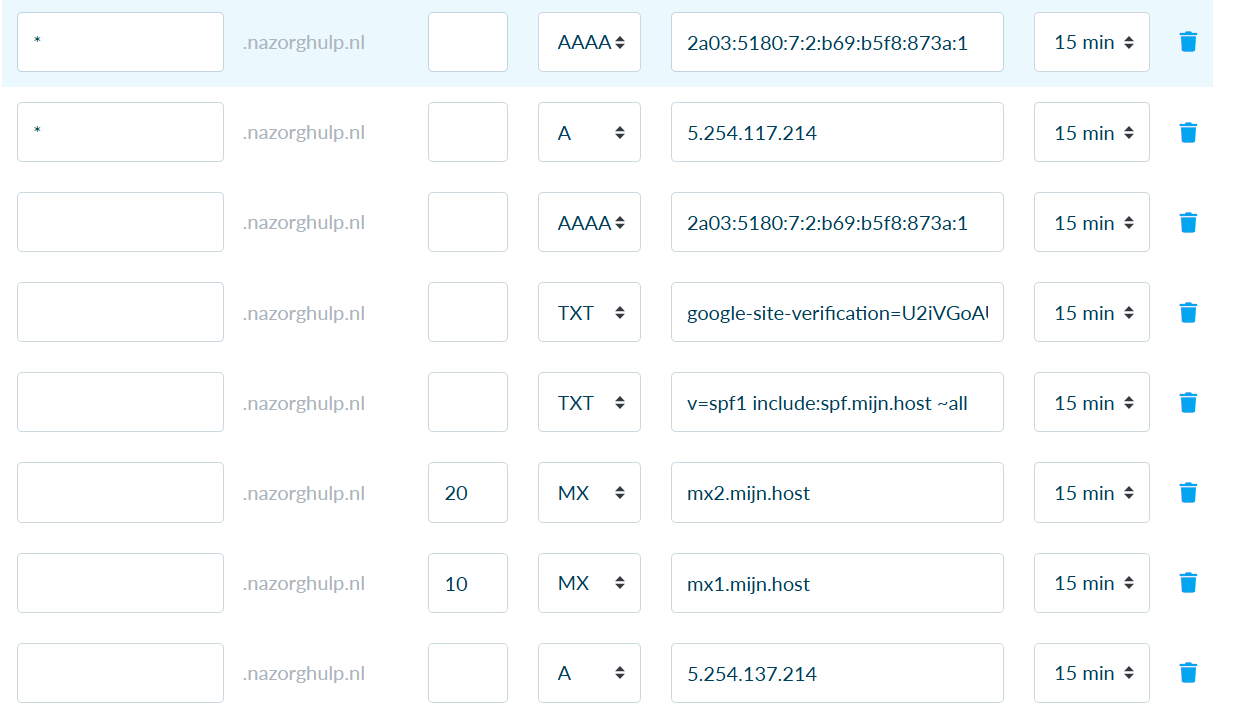 * .nazorghulp.nl AAAA 2a03:5180:7:2:b69:b5f8:873a:1 15 min
* .nazorghulp.nl A 5.254.117.214 15 min
.nazorghulp.nl AAAA 2a03:5180:7:2:b69:b5f8:873a:1 15 min
.nazorghulp.nl TXT google-site-verification=U2iVGoAU 15 min
.nazorghulp.nl TXT v=spf1 include:spf.mijn.host ~all 15 min
.nazorghulp.nl 20 MX mx2.mijn.host 15 min
.nazorghulp.nl 10 MX mx1.mijn.host 15 min
.nazorghulp.nl A 5.254.137.214 15 min